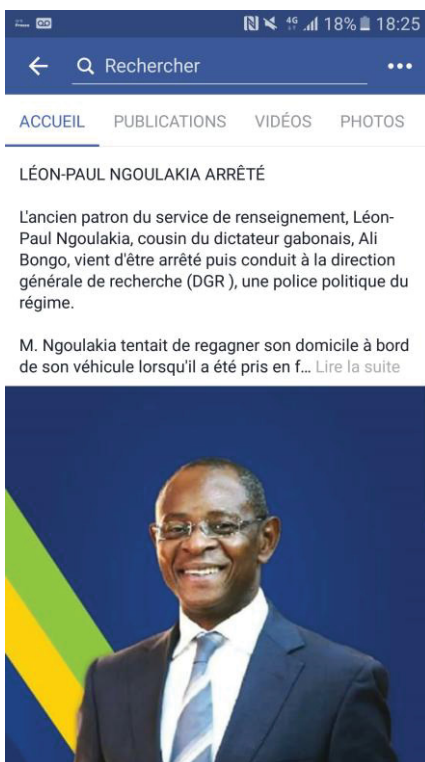 4G 18% 18:25
Rechercher
ACCUEIL PUBLICATIONS VIDÉOS PHOTOS
LÉON-PAUL NGOULAKIA ARRÊTÉ
L'ancien patron du service de renseignement, Léon-
Paul Ngoulakia, cousin du dictateur gabonais, Ali
Bongo, vient d'être arrêté puis conduit à la direction
générale de recherche (DGR ), une police politique du
régime.
M. Ngoulakia tentait de regagner son domicile à bord
de son véhicule lorsqu'il a été pris en f... Lire la suite